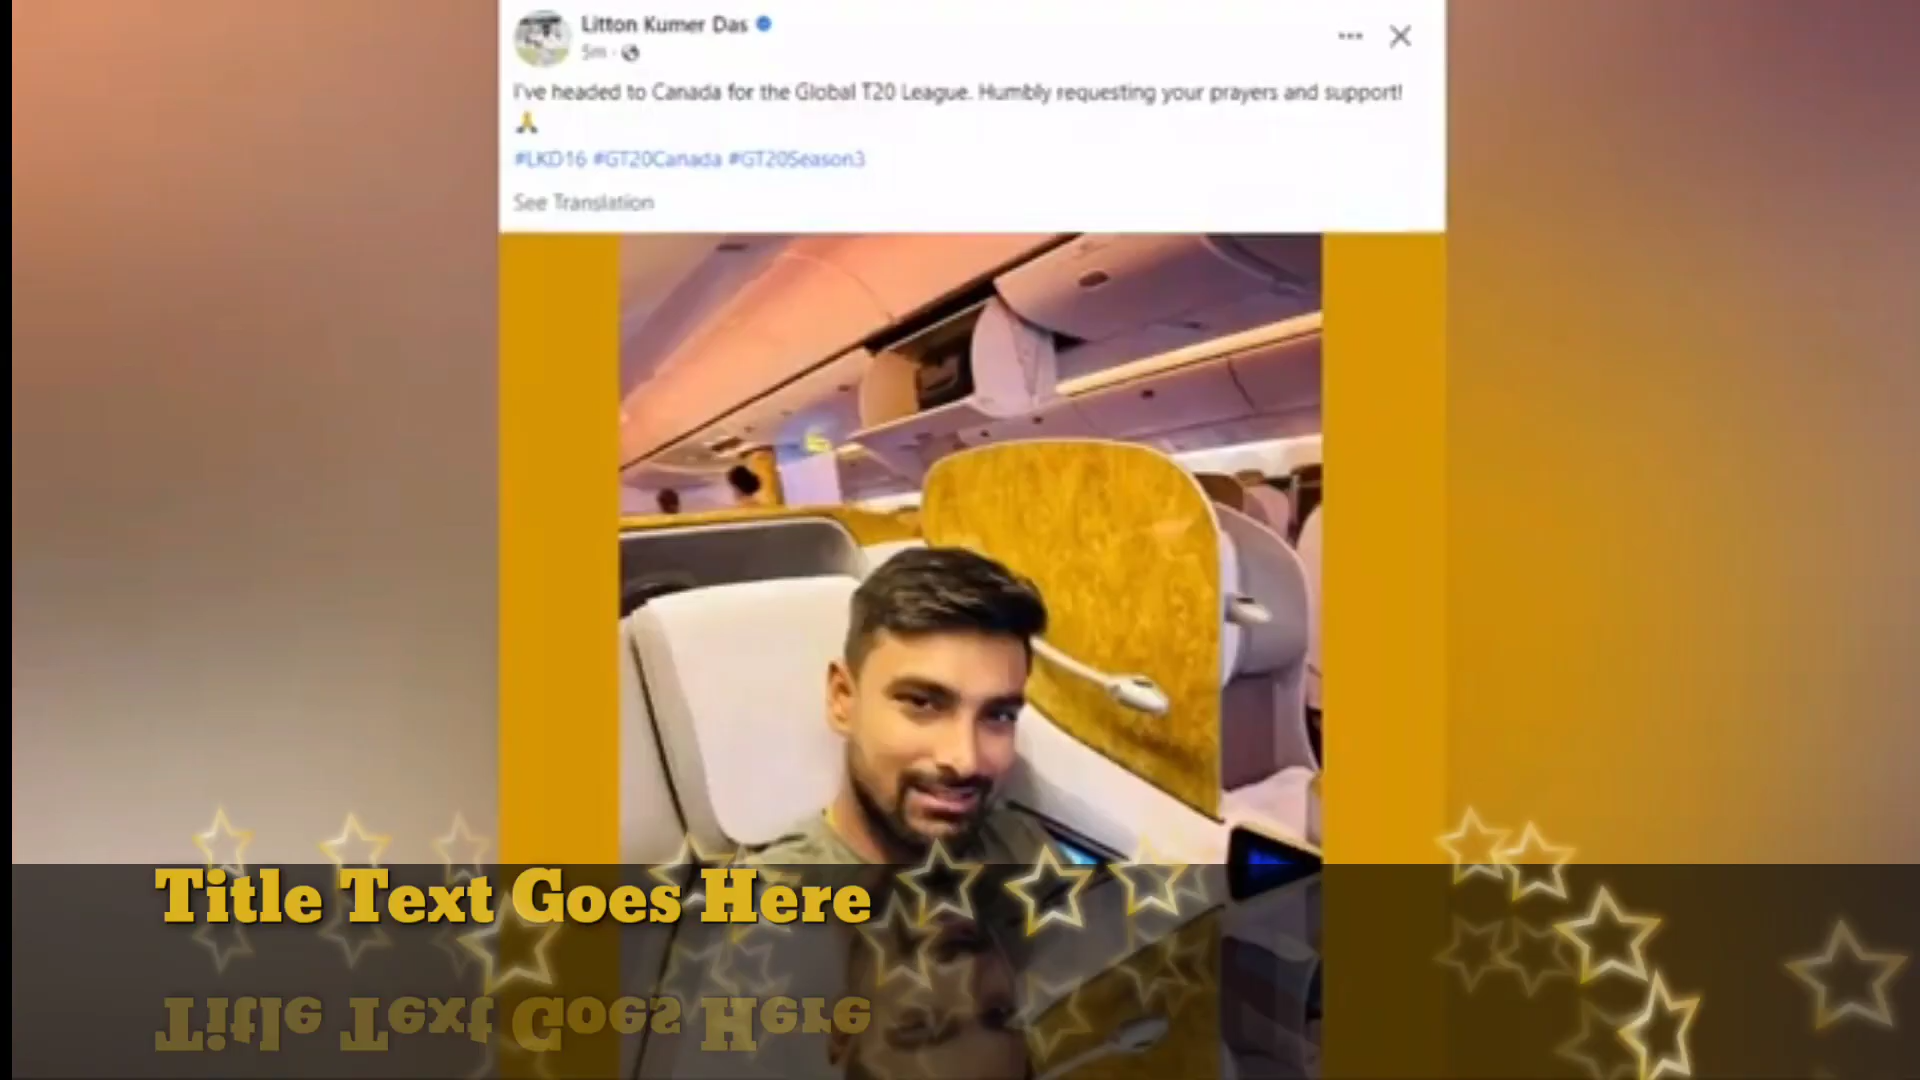 Litton Kumer Das
5m
I've headed to Canada for the Global T20 League. Humbly requesting your prayers and support!
🙏
#LKD16 #GT20Canada #GT20Season3
See Translation
Title Text Goes Here